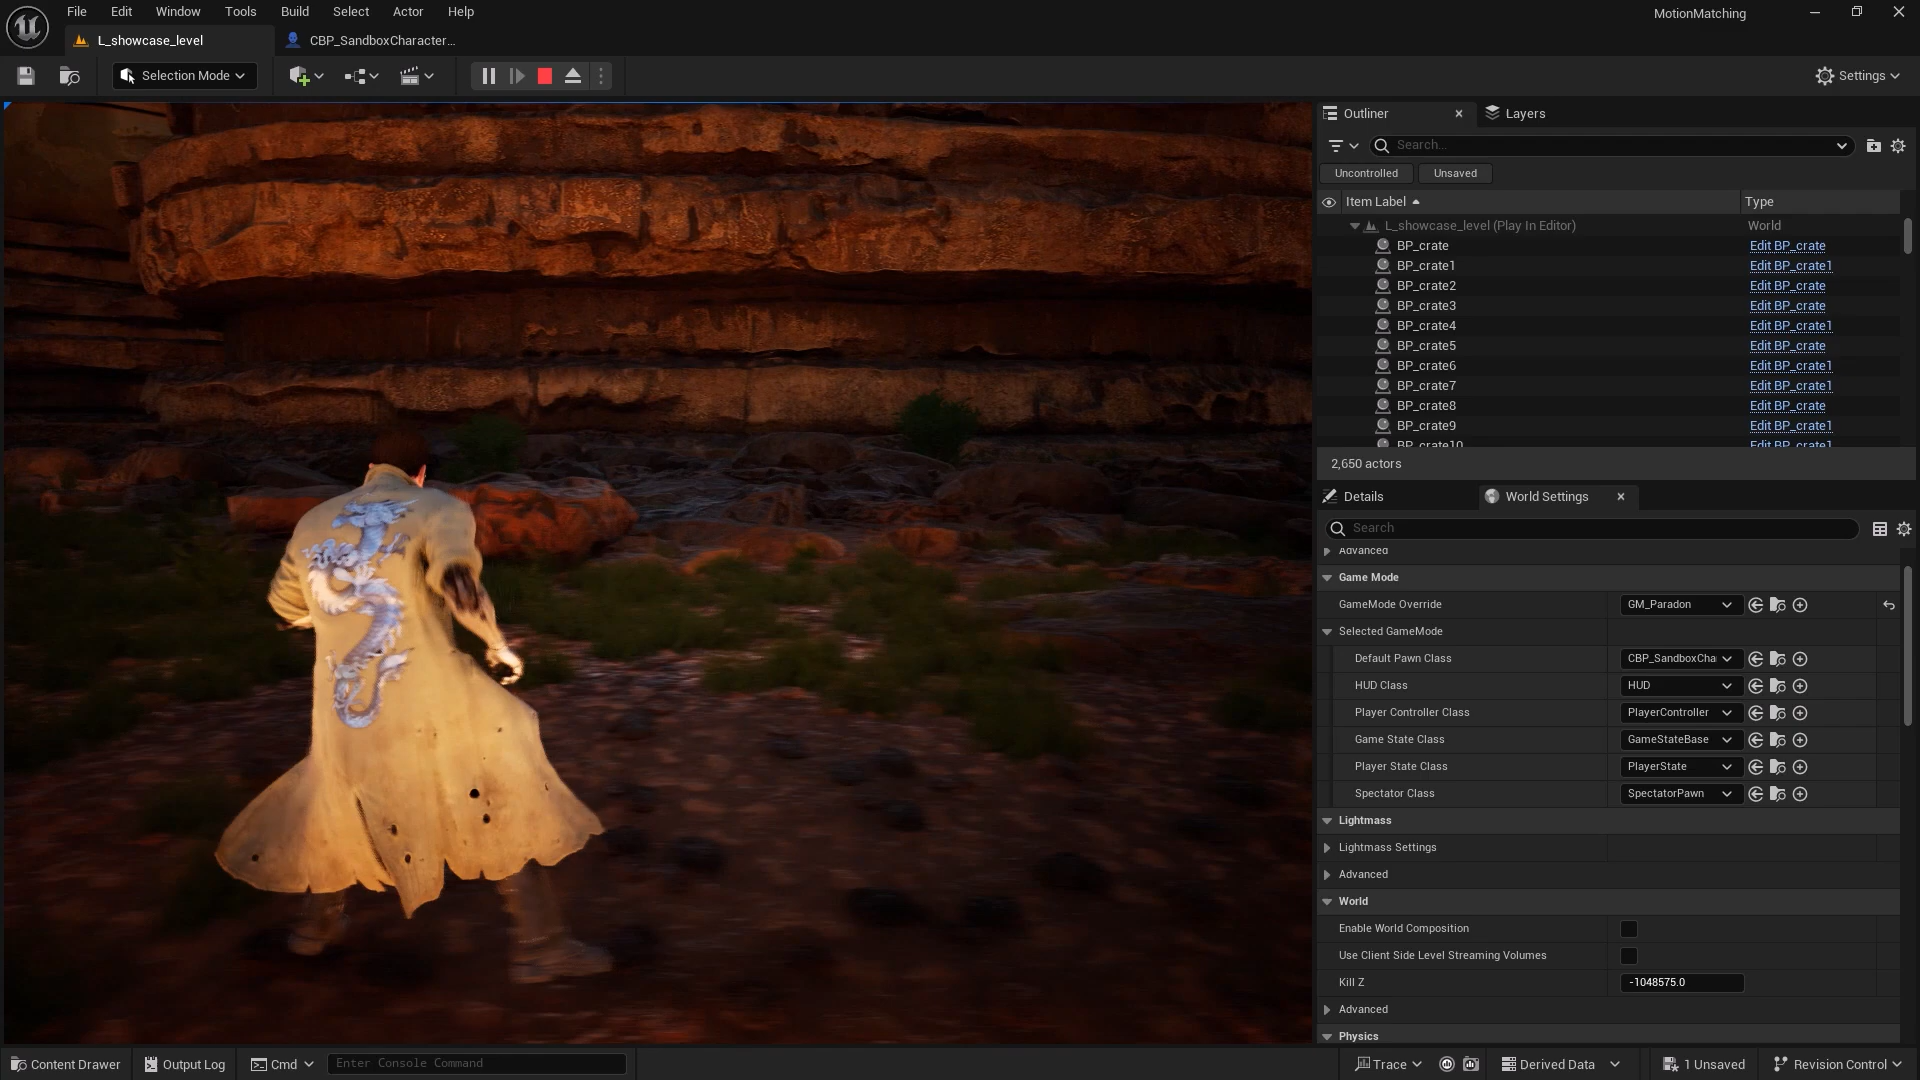 File Edit Window Tools Build Select Actor Help
MotionMatching
L_showcase_level
CBP_SandboxCharacter...
Selection Mode
Settings
Outliner
Layers
Search...
Uncontrolled
Unsaved
Item Label
Type
L_showcase_level (Play In Editor) World
BP_crate Edit BP_crate
BP_crate1 Edit BP_crate1
BP_crate2 Edit BP_crate
BP_crate3 Edit BP_crate
BP_crate4 Edit BP_crate1
BP_crate5 Edit BP_crate
BP_crate6 Edit BP_crate1
BP_crate7 Edit BP_crate1
BP_crate8 Edit BP_crate
BP_crate9 Edit BP_crate1
BP_crate10 Edit BP_crate1
2,650 actors
Details
World Settings
Search
Advanced
Game Mode
GameMode Override GM_Paradon
Selected GameMode
Default Pawn Class CBP_SandboxCha
HUD Class HUD
Player Controller Class PlayerController
Game State Class GameStateBase
Player State Class PlayerState
Spectator Class SpectatorPawn
Lightmass
Lightmass Settings
Advanced
World
Enable World Composition
Use Client Side Level Streaming Volumes
Kill Z -1048575.0
Advanced
Physics
Content Drawer Output Log Cmd Enter Console Command Trace Derived Data 1 Unsaved Revision Control